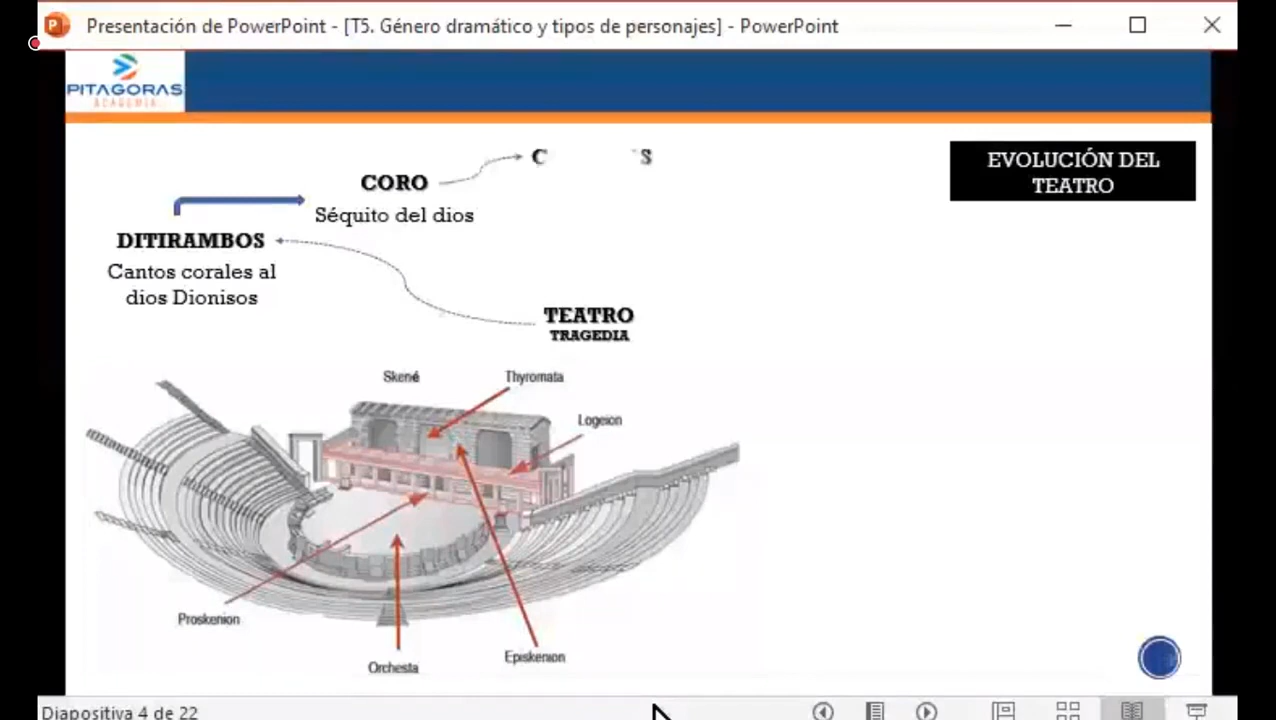 Presentación de PowerPoint - [T5. Género dramático y tipos de personajes] - PowerPoint
PITAGORAS
ACADEMIA
EVOLUCIÓN DEL
TEATRO
CORO
Séquito del dios
DITIRAMBOS
Cantos corales al
dios Dionisos
TEATRO
TRAGEDIA
Skené
Thyromata
Logeion
Proskenion
Orchesta
Episkenion
Diapositiva 4 de 22